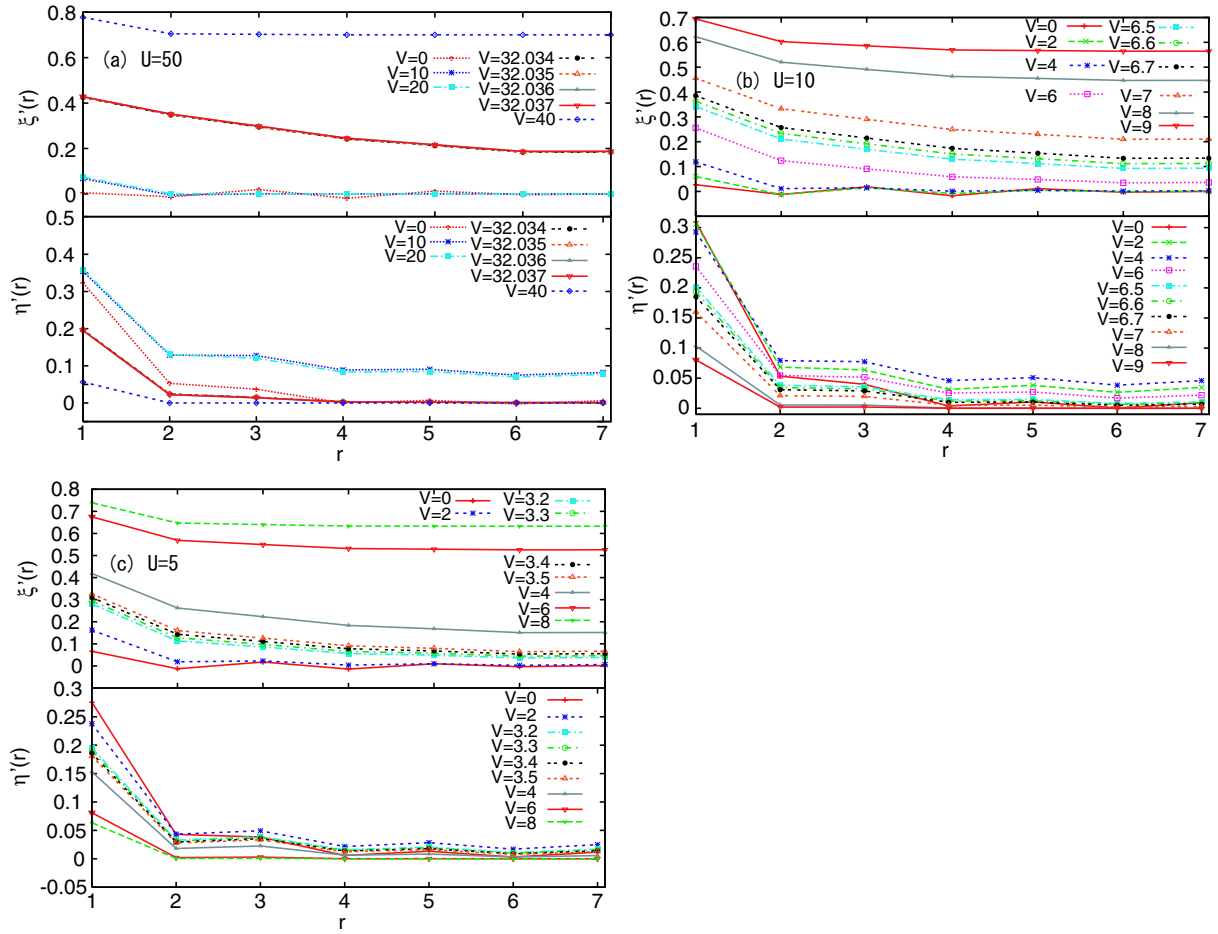 (a) U=50
ξ'(r)
0.8
0.6
0.4
0.2
0
V=0
V=10
V=20
V=32.034
V=32.035
V=32.036
V=32.037
V=40
η'(r)
0.5
0.4
0.3
0.2
0.1
0
V=0
V=10
V=20
V=32.034
V=32.035
V=32.036
V=32.037
V=40
1 2 3 4 5 6 7
r
(b) U=10
ξ'(r)
0.7
0.6
0.5
0.4
0.3
0.2
0.1
0
V=0
V=2
V=4
V=6
V=6.5
V=6.6
V=6.7
V=7
V=8
V=9
η'(r)
0.3
0.25
0.2
0.15
0.1
0.05
0
V=0
V=2
V=4
V=6
V=6.5
V=6.6
V=6.7
V=7
V=8
V=9
1 2 3 4 5 6 7
r
(c) U=5
ξ'(r)
0.8
0.7
0.6
0.5
0.4
0.3
0.2
0.1
0
V=0
V=2
V=3.2
V=3.3
V=3.4
V=3.5
V=4
V=6
V=8
η'(r)
0.3
0.25
0.2
0.15
0.1
0.05
0
-0.05
V=0
V=2
V=3.2
V=3.3
V=3.4
V=3.5
V=4
V=6
V=8
1 2 3 4 5 6 7
r